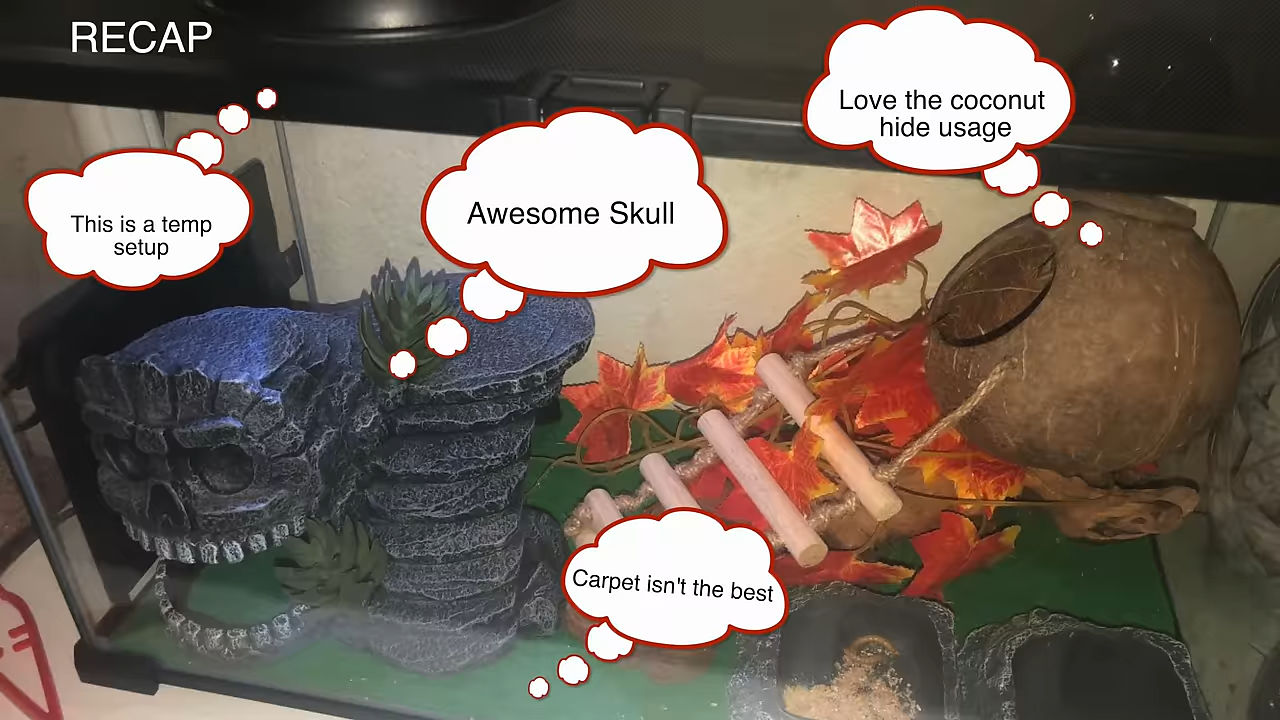 RECAP
Love the coconut
hide usage
This is a temp
setup
Awesome Skull
Carpet isn't the best